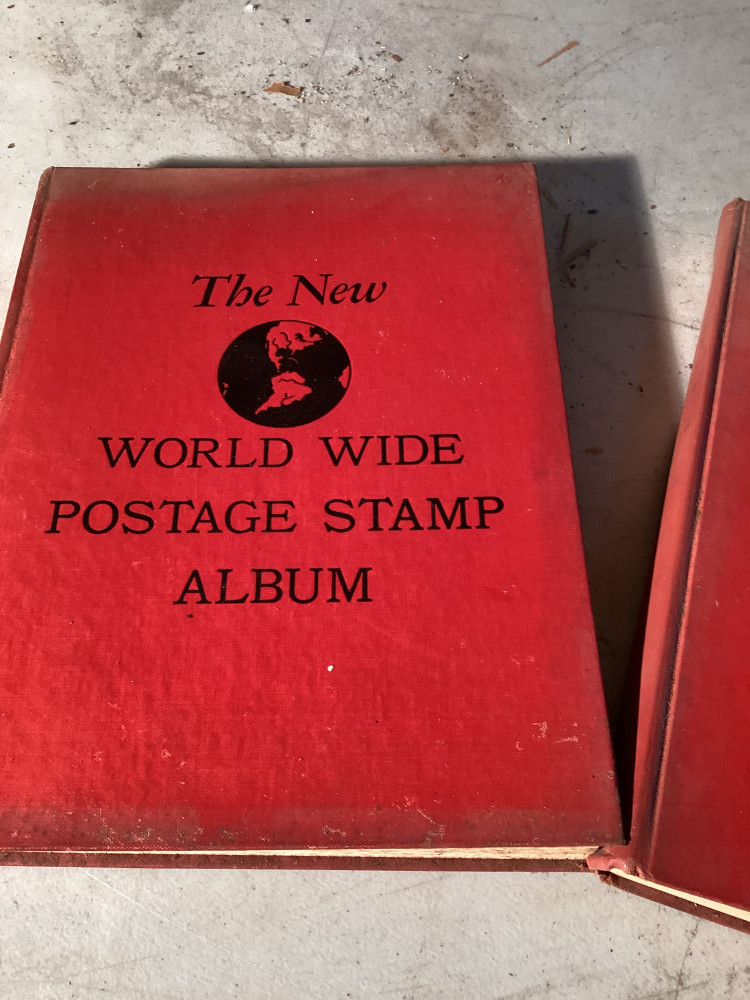 The New
WORLD WIDE
POSTAGE STAMP
ALBUM